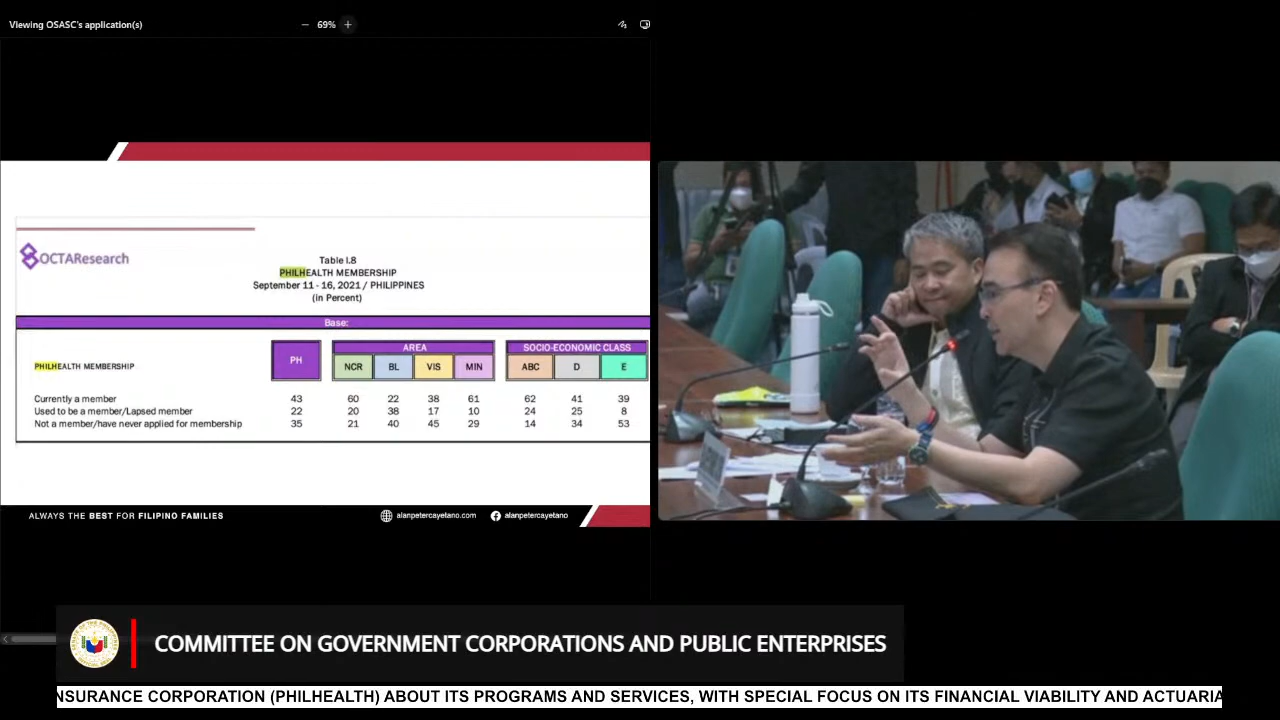 Viewing OSASC's application(s)
− 69% +
OCTAResearch
Table I.8
PHILHEALTH MEMBERSHIP
September 11 - 16, 2021 / PHILIPPINES
(in Percent)
Base:
PHILHEALTH MEMBERSHIP
PH
AREA
SOCIO-ECONOMIC CLASS
NCR BL VIS MIN ABC D E
Currently a member 43 60 22 38 61 62 41 39
Used to be a member/Lapsed member 22 20 38 17 10 24 25 8
Not a member/have never applied for membership 35 21 40 45 29 14 34 53
ALWAYS THE BEST FOR FILIPINO FAMILIES
alanpetercayetano.com
alanpetercayetano
COMMITTEE ON GOVERNMENT CORPORATIONS AND PUBLIC ENTERPRISES
NSURANCE CORPORATION (PHILHEALTH) ABOUT ITS PROGRAMS AND SERVICES, WITH SPECIAL FOCUS ON ITS FINANCIAL VIABILITY AND ACTUARIA